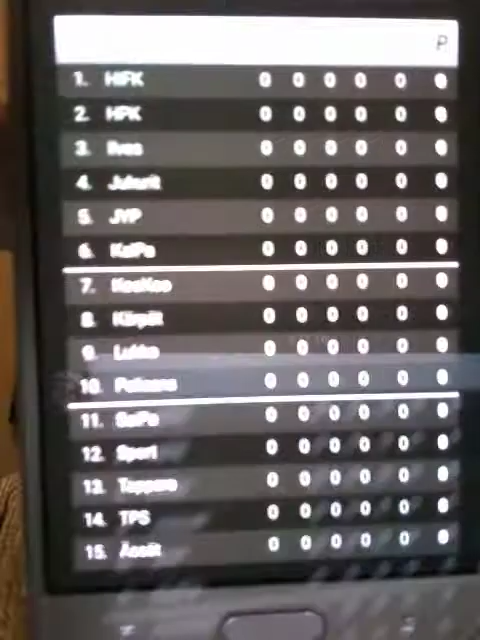 P
1. HIFK 0 0 0 0 0 0
2. HPK 0 0 0 0 0 0
3. Ilves 0 0 0 0 0 0
4. Jukurit 0 0 0 0 0 0
5. JYP 0 0 0 0 0 0
6. KalPa 0 0 0 0 0 0
7. KooKoo 0 0 0 0 0 0
8. Kärpät 0 0 0 0 0 0
9. Lukko 0 0 0 0 0 0
10. Pelicans 0 0 0 0 0 0
11. SaiPa 0 0 0 0 0 0
12. Sport 0 0 0 0 0 0
13. Tappara 0 0 0 0 0 0
14. TPS 0 0 0 0 0 0
15. Ässät 0 0 0 0 0 0